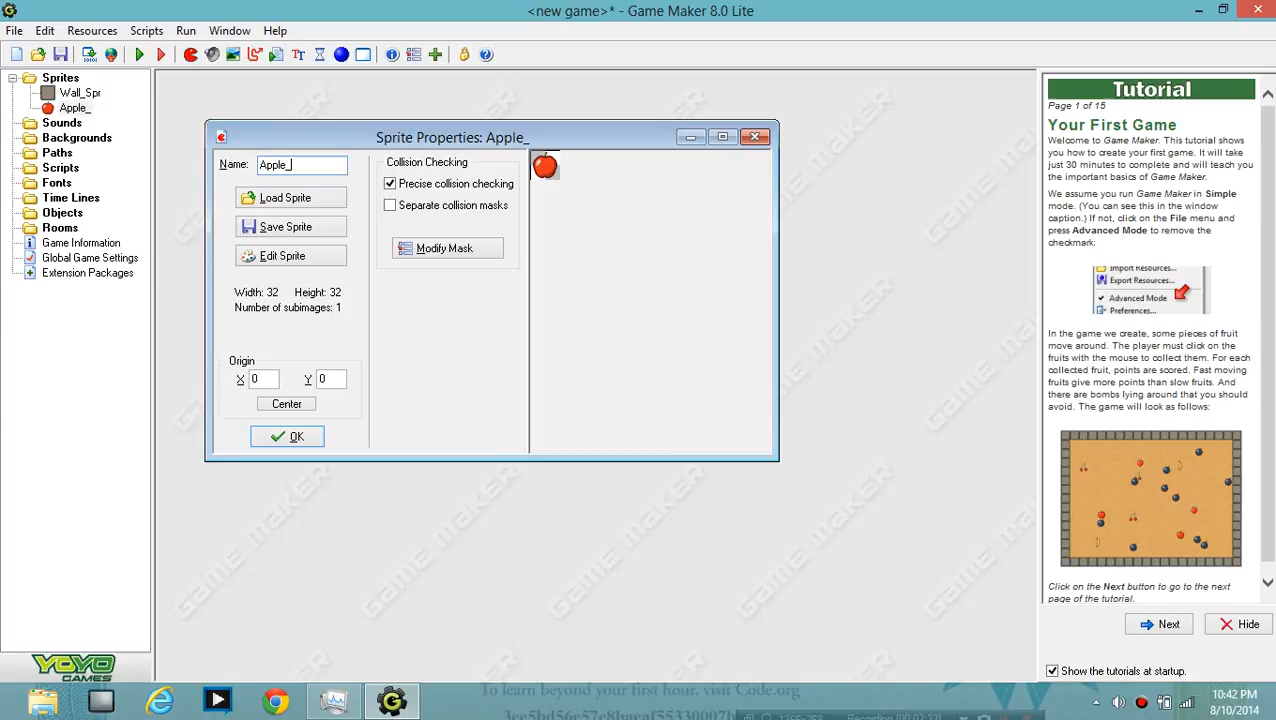 <new game>* - Game Maker 8.0 Lite
File Edit Resources Scripts Run Window Help
Sprites
Wall_Spr
Apple_
Sounds
Backgrounds
Paths
Scripts
Fonts
Time Lines
Objects
Rooms
Game Information
Global Game Settings
Extension Packages
YOYO
GAMES
Sprite Properties: Apple_
Name: Apple_
Load Sprite
Save Sprite
Edit Sprite
Width: 32 Height: 32
Number of subimages: 1
Origin
X 0 Y 0
Center
OK
Collision Checking
Precise collision checking
Separate collision masks
Modify Mask
GAME MAKER
Tutorial
Page 1 of 15
Your First Game
Welcome to Game Maker. This tutorial
shows you how to create your first game. It will take
just 30 minutes to complete and will teach you
the important basics of Game Maker.
We assume you run Game Maker in Simple
mode. (You can see this in the window
caption.) If not, click on the File menu and
press Advanced Mode to remove the
checkmark:
Import Resources...
Export Resources...
Advanced Mode
Preferences...
In the game we create, some pieces of fruit
move around. The player must click on the
fruits with the mouse to collect them. For each
collected fruit, points are scored. Fast moving
fruits give more points than slow fruits. And
there are bombs lying around that you should
avoid. The game will look as follows:
Click on the Next button to go to the next
page of the tutorial.
Next Hide
Show the tutorials at startup.
To learn beyond your first hour, visit Code.org
10:42 PM
8/10/2014